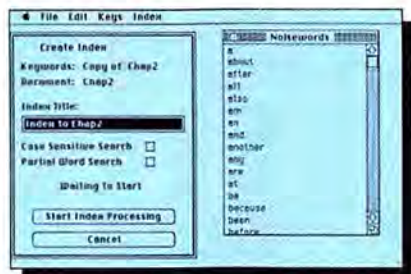 File Edit Keys Index
Create Index
Keywords: Copy of Chap2
Document: Chap2
Index Title:
Index to Chap2
Case Sensitive Search
Partial Word Search
Waiting to Start
Start Index Processing
Cancel
Noisewords
a
about
after
all
also
am
an
and
another
any
are
at
be
because
been
before